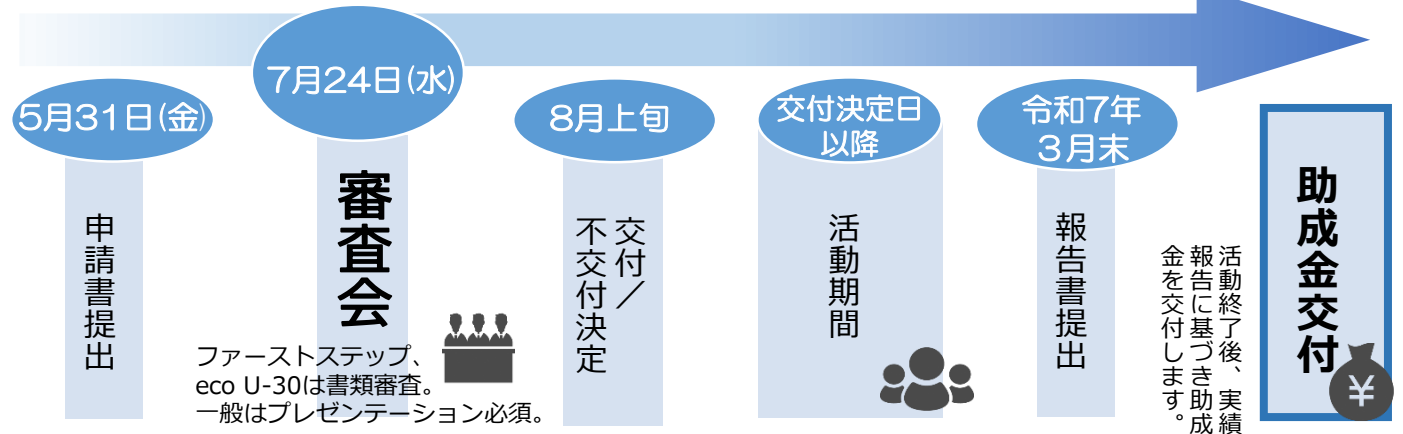 5月31日(金)
申請書提出
7月24日(水)
審査会
ファーストステップ、
eco U-30は書類審査。
一般はプレゼンテーション必須。
8月上旬
交付／
不交付決定
交付決定日
以降
活動期間
令和7年
３月末
報告書提出
活動終了後、実績
報告に基づき助成
金を交付します。
助成金交付
¥